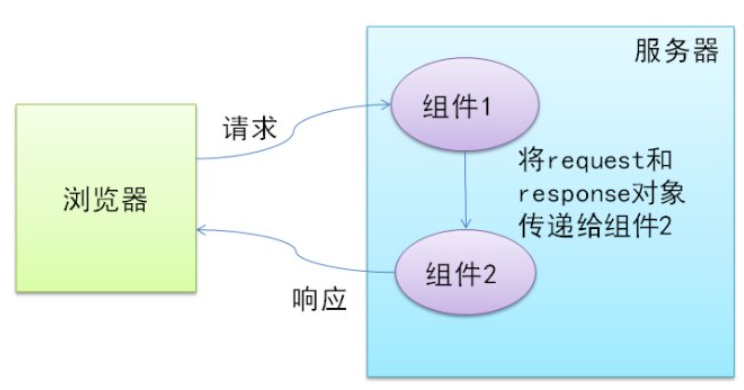 服务器
组件1
请求
将request和
response对象
传递给组件2
浏览器
组件2
响应